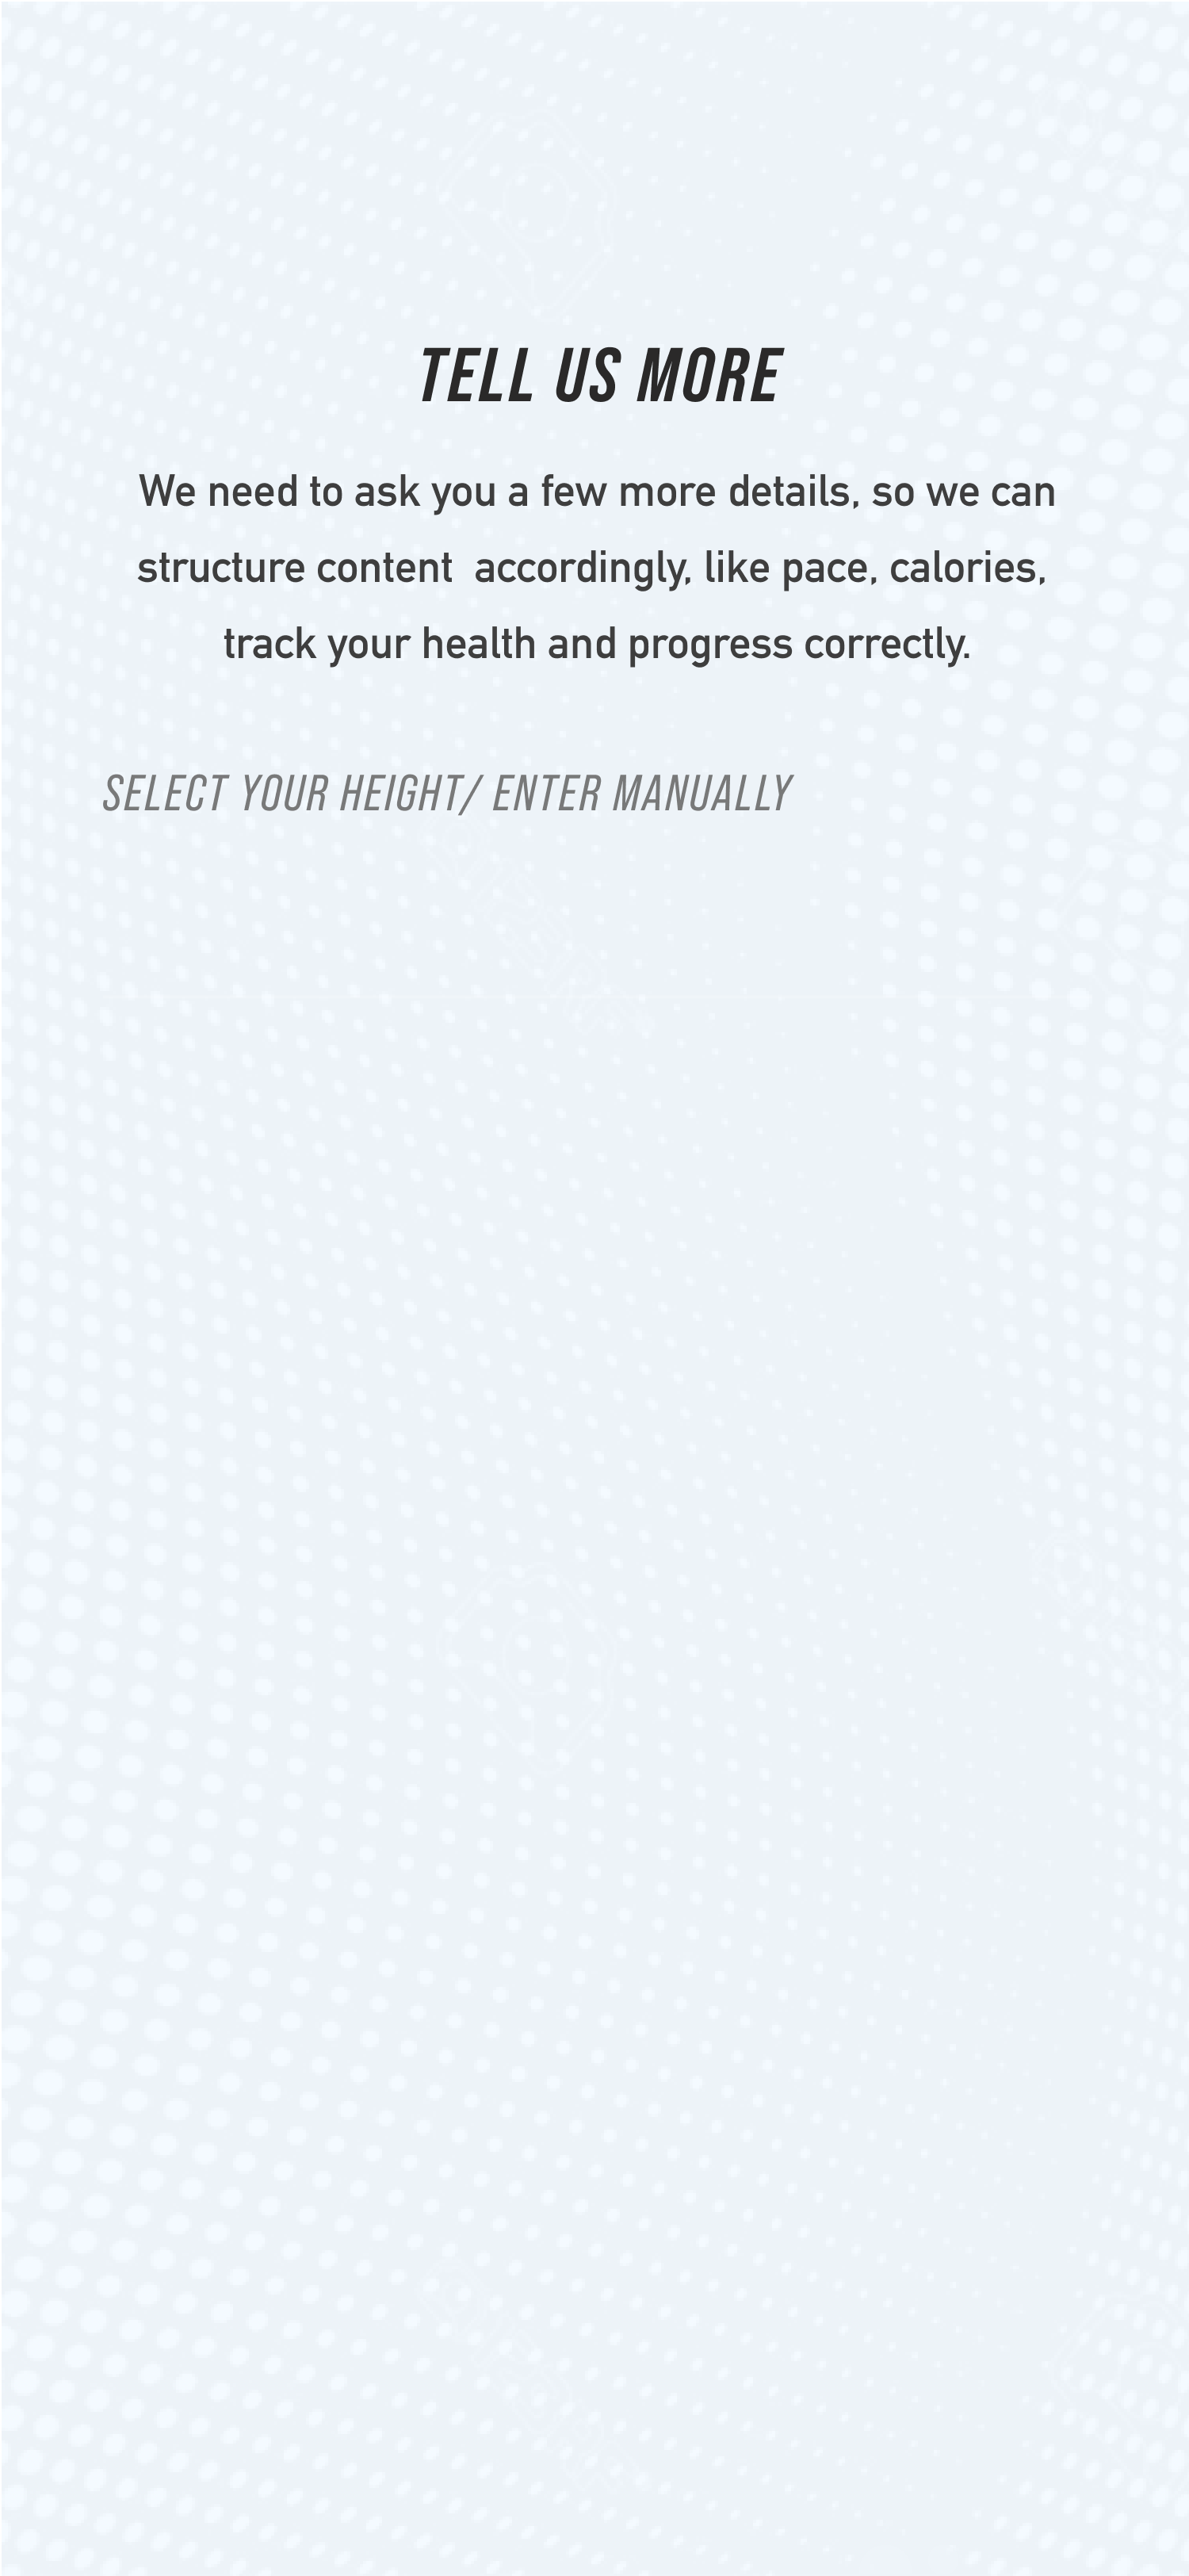 TELL US MORE
We need to ask you a few more details, so we can
structure content  accordingly, like pace, calories,
track your health and progress correctly.
SELECT YOUR HEIGHT/ ENTER MANUALLY